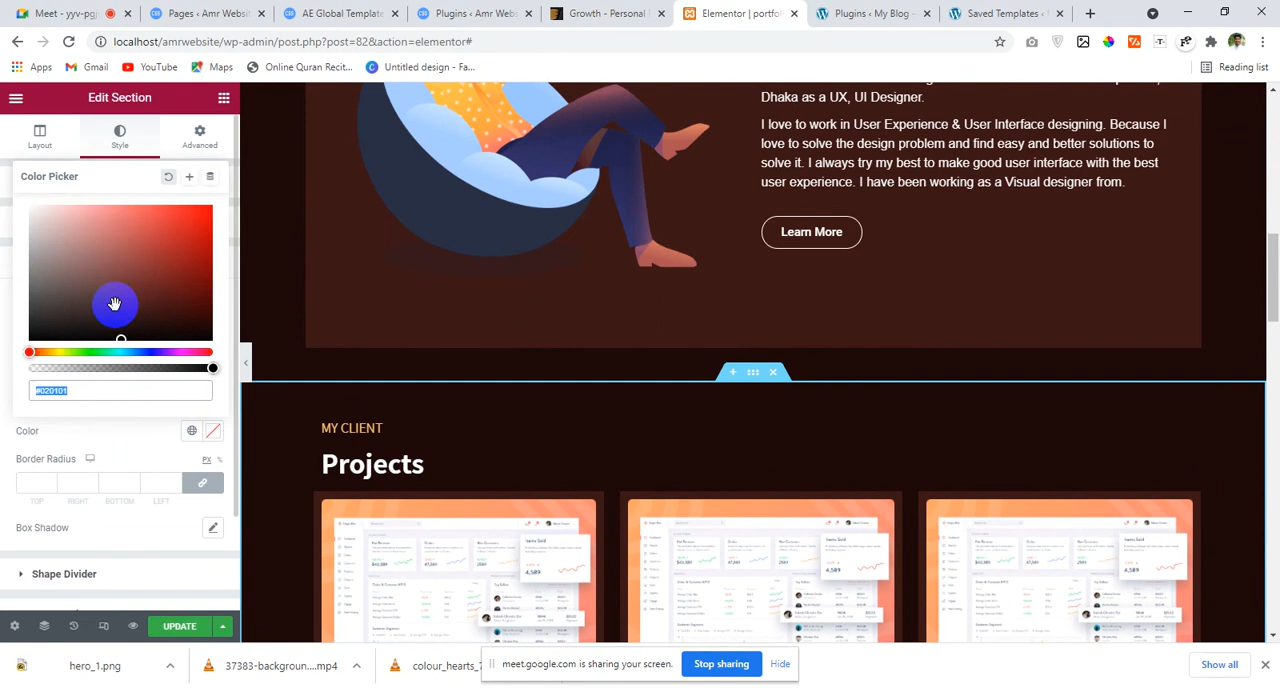 Meet - yyv-pg
Pages ‹ Amr Websit
AE Global Template
Plugins ‹ Amr Webs
Growth - Personal
Elementor | portfol
Plugins ‹ My Blog —
Saved Templates ‹
localhost/amrwebsite/wp-admin/post.php?post=82&action=elementor#
Apps
Gmail
YouTube
Maps
Online Quran Recit...
Untitled design - Fa...
Reading list
Edit Section
Layout
Style
Advanced
Color Picker
#020101
Color
Border Radius
PX
%
TOP
RIGHT
BOTTOM
LEFT
Box Shadow
Shape Divider
UPDATE
Dhaka as a UX, UI Designer.
I love to work in User Experience & User Interface designing. Because I
love to solve the design problem and find easy and better solutions to
solve it. I always try my best to make good user interface with the best
user experience. I have been working as a Visual designer from.
Learn More
MY CLIENT
Projects
hero_1.png
37383-backgroun....mp4
colour_hearts_
meet.google.com is sharing your screen.
Stop sharing
Hide
Show all